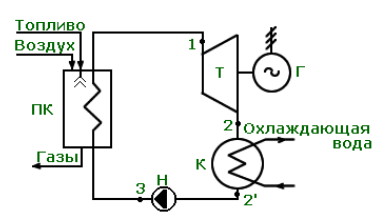 Топливо
Воздух
1
Т
Г
ПК
2
Охлаждающая
вода
Газы
К
3
Н
2'